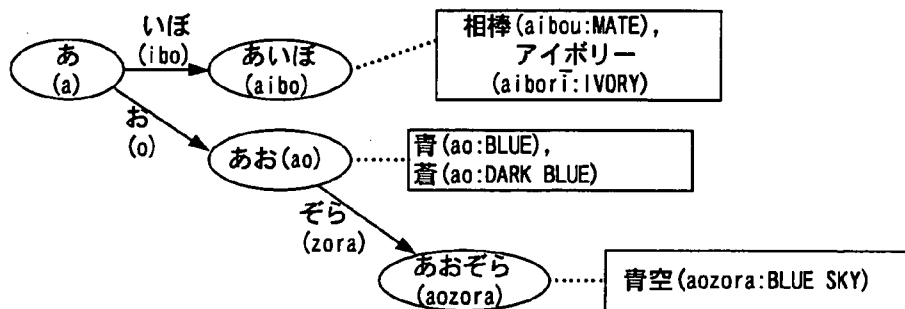 あ
(a)
いぼ
(ibo)
あいぼ
(aibo)
相棒(aibou:MATE),
アイボリー
(aiborī:IVORY)
お
(o)
あお(ao)
青(ao:BLUE),
蒼(ao:DARK BLUE)
ぞら
(zora)
あおぞら
(aozora)
青空(aozora:BLUE SKY)